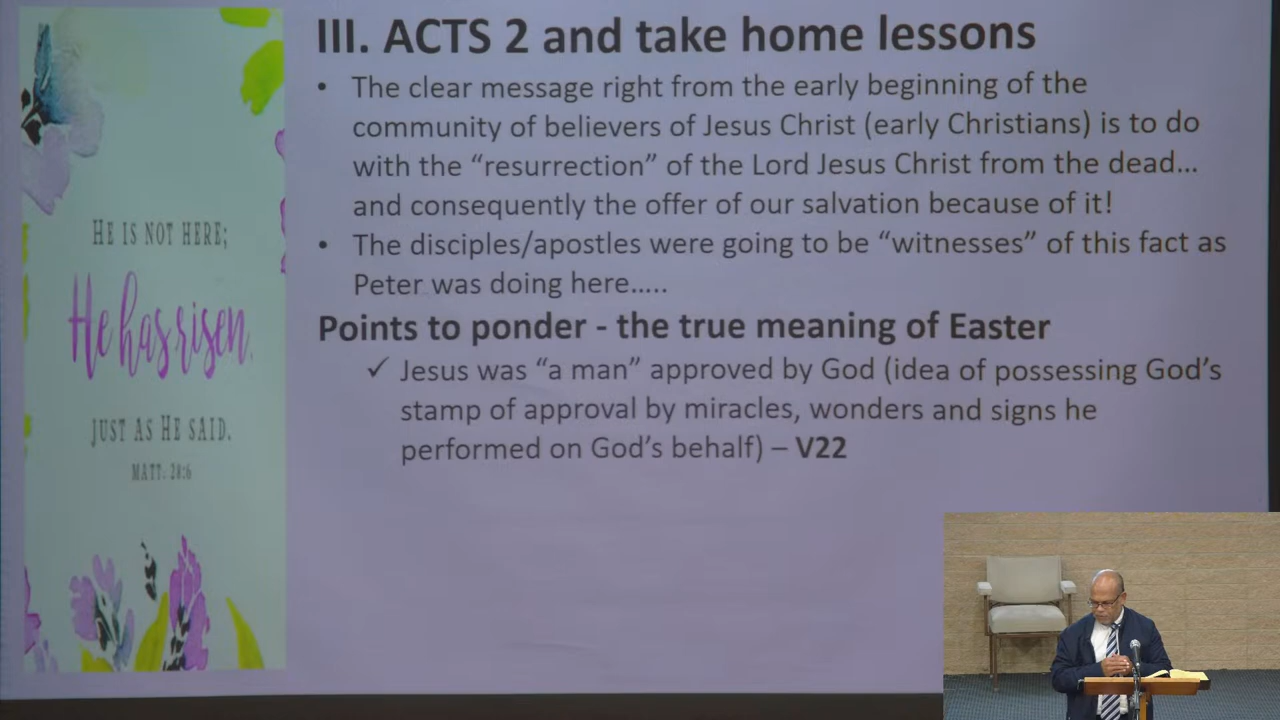 III. ACTS 2 and take home lessons
• The clear message right from the early beginning of the
community of believers of Jesus Christ (early Christians) is to do
with the “resurrection” of the Lord Jesus Christ from the dead...
and consequently the offer of our salvation because of it!
• The disciples/apostles were going to be “witnesses” of this fact as
Peter was doing here.....
Points to ponder - the true meaning of Easter
✓ Jesus was “a man” approved by God (idea of possessing God’s
stamp of approval by miracles, wonders and signs he
performed on God’s behalf) – V22
HE IS NOT HERE;
He has risen,
JUST AS HE SAID.
MATT. 28:6